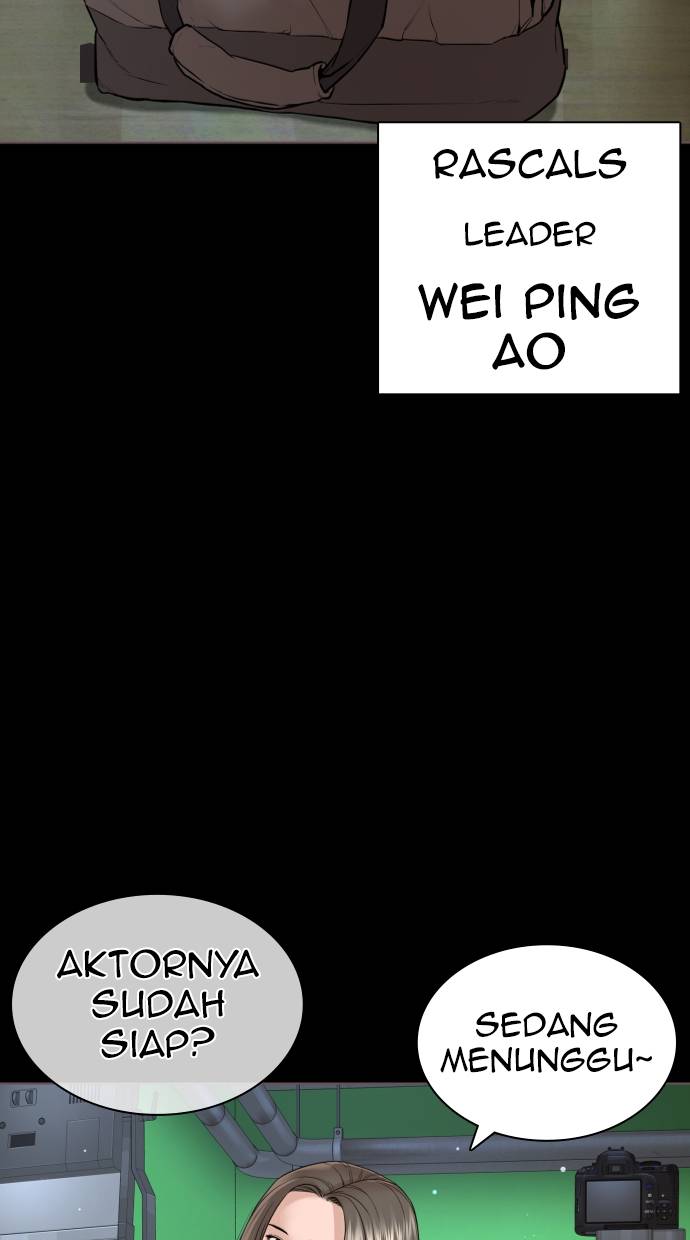 RASCALS
LEADER
WEI PING
AO
AKTORNYA
SUDAH
SIAP?
SEDANG
MENUNGGU~